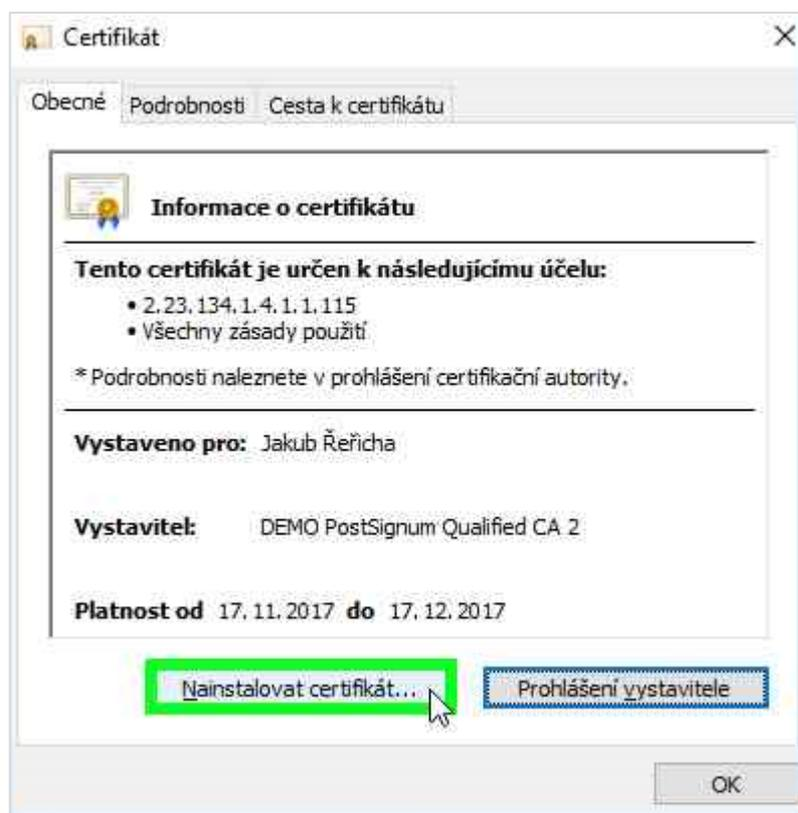 Certifikát
Obecné Podrobnosti Cesta k certifikátu
Informace o certifikátu
Tento certifikát je určen k následujícímu účelu:
• 2.23.134.1.4.1.1.115
• Všechny zásady použití
* Podrobnosti naleznete v prohlášení certifikační autority.
Vystaveno pro: Jakub Řeřicha
Vystavitel: DEMO PostSignum Qualified CA 2
Platnost od 17.11.2017 do 17.12.2017
Nainstalovat certifikát... Prohlášení vystavitele
OK